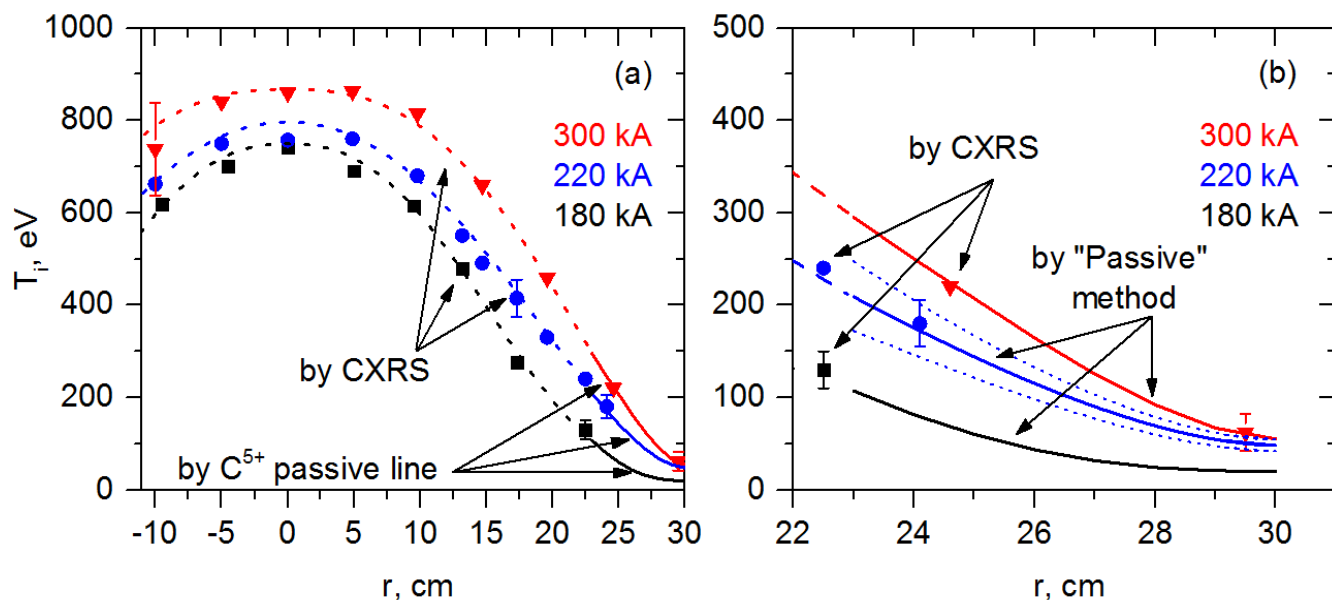 T_i, eV
1000
800
600
400
200
0
(a)
300 kA
220 kA
180 kA
by CXRS
by C⁵⁺ passive line
-10 -5 0 5 10 15 20 25 30
r, cm
500
400
300
200
100
0
(b)
by CXRS
300 kA
220 kA
180 kA
by "Passive"
method
22 24 26 28 30
r, cm